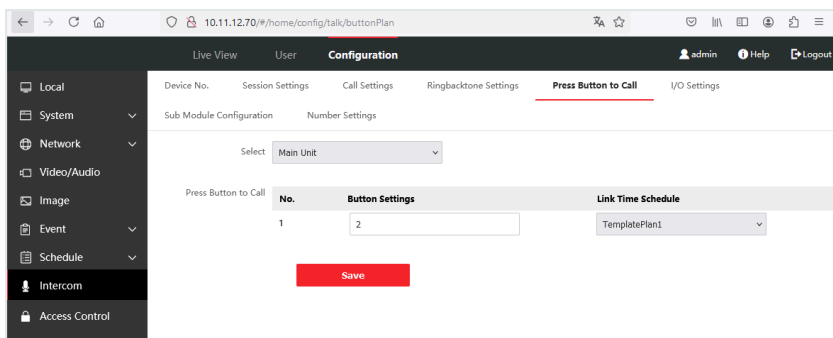 10.11.12.70/#/home/config/talk/buttonPlan
Live View User Configuration admin Help Logout
Local
System
Network
Video/Audio
Image
Event
Schedule
Intercom
Access Control
Device No. Session Settings Call Settings Ringbacktone Settings Press Button to Call I/O Settings
Sub Module Configuration Number Settings
Select Main Unit
Press Button to Call
No. Button Settings Link Time Schedule
1 2 TemplatePlan1
Save